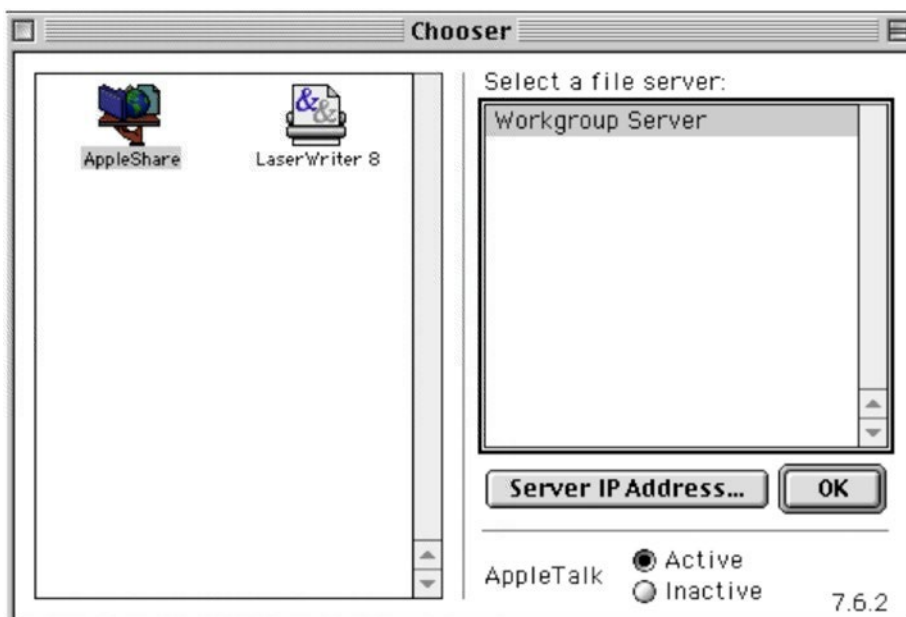 Chooser
AppleShare
LaserWriter 8
Select a file server:
Workgroup Server
Server IP Address...
OK
AppleTalk
Active
Inactive
7.6.2